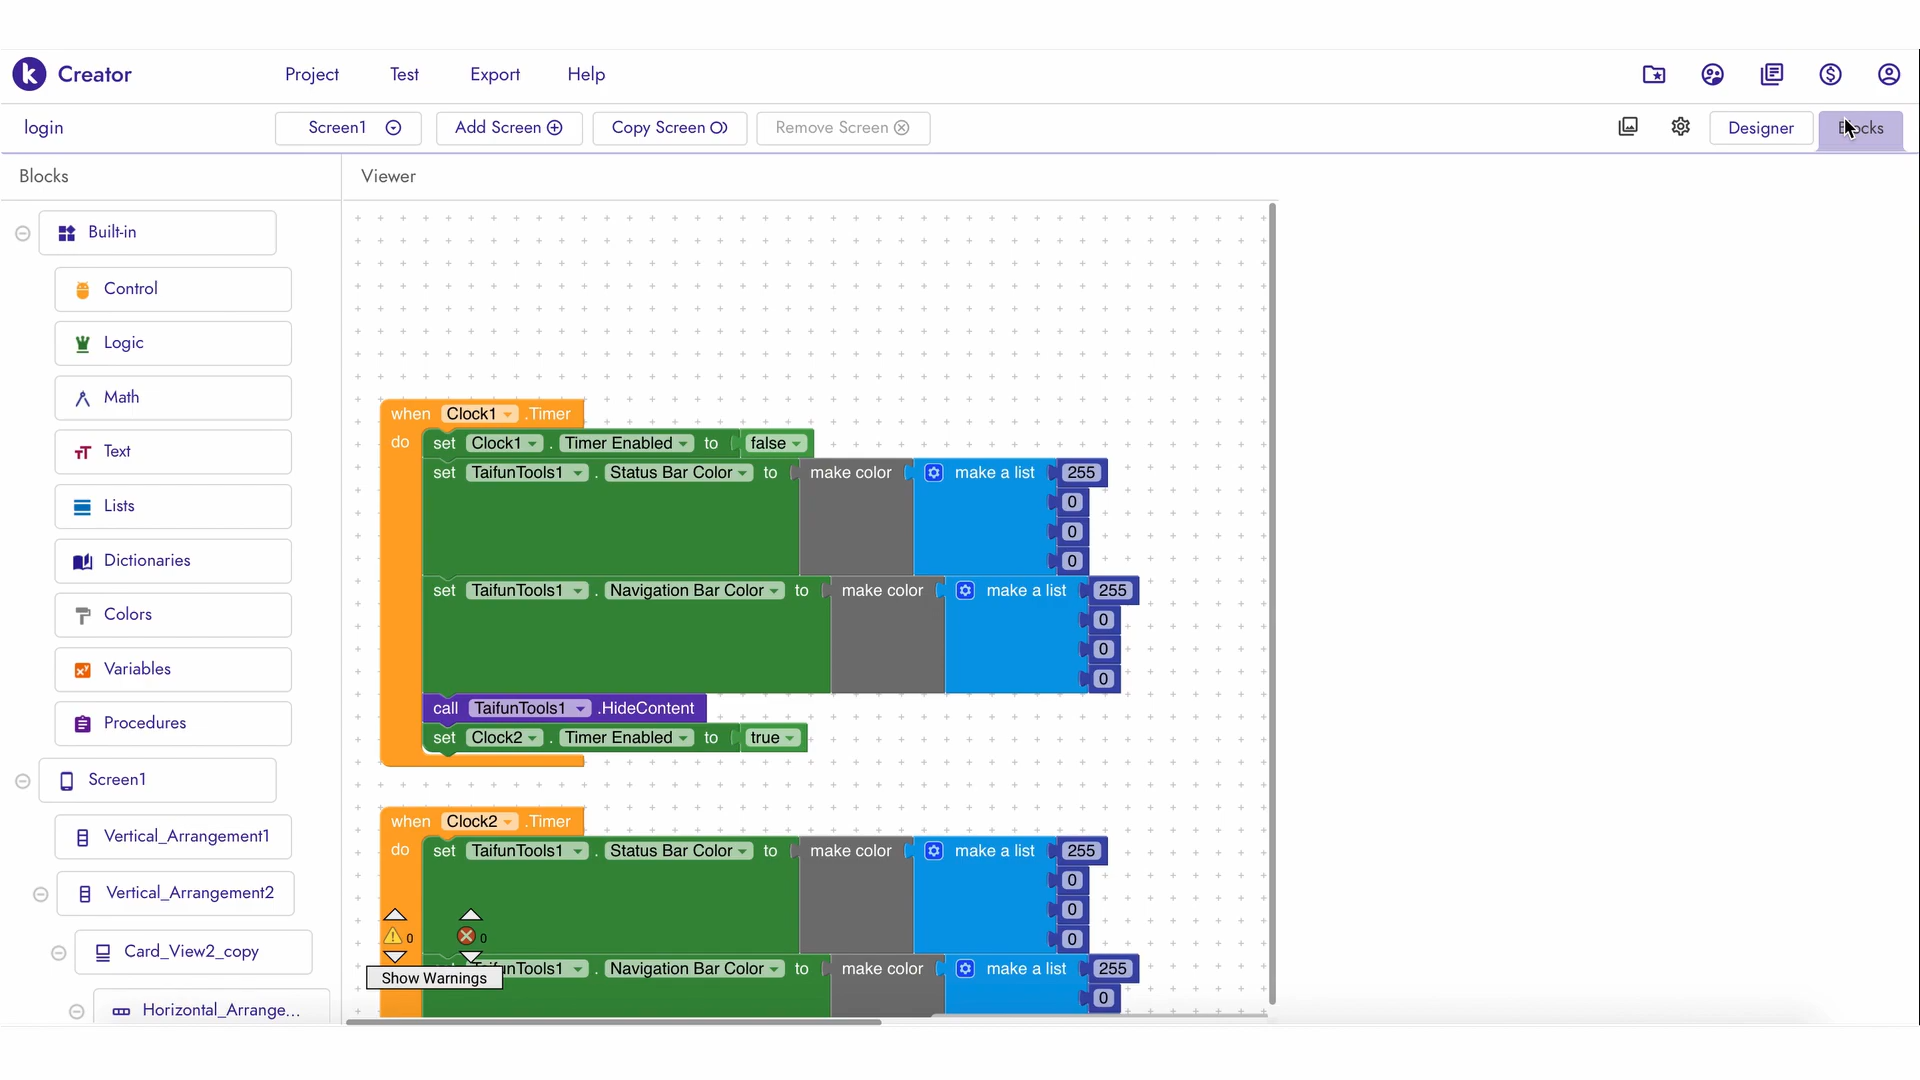 k Creator Project Test Export Help
login Screen1 Add Screen Copy Screen Remove Screen Designer
Blocks Viewer
Built-in
Control
Logic
Math
Text
Lists
Dictionaries
Colors
Variables
Procedures
Screen1
Vertical_Arrangement1
Vertical_Arrangement2
Card_View2_copy
Horizontal_Arrange...
when Clock1 .Timer
do set Clock1 . Timer Enabled to false
set TaifunTools1 . Status Bar Color to make color make a list 255
0
0
0
set TaifunTools1 . Navigation Bar Color to make color make a list 255
0
0
0
call TaifunTools1 .HideContent
set Clock2 . Timer Enabled to true
when Clock2 .Timer
do set TaifunTools1 . Status Bar Color to make color make a list 255
0
0
0
Navigation Bar Color to make color make a list 255
0
0 0
Show Warnings